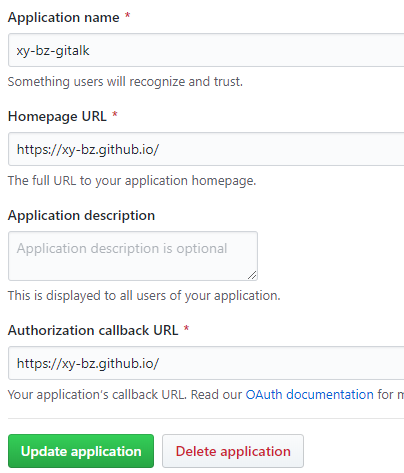 Application name *
xy-bz-gitalk
Something users will recognize and trust.
Homepage URL *
https://xy-bz.github.io/
The full URL to your application homepage.
Application description
Application description is optional
This is displayed to all users of your application.
Authorization callback URL *
https://xy-bz.github.io/
Your application's callback URL. Read our OAuth documentation for
Update application
Delete application